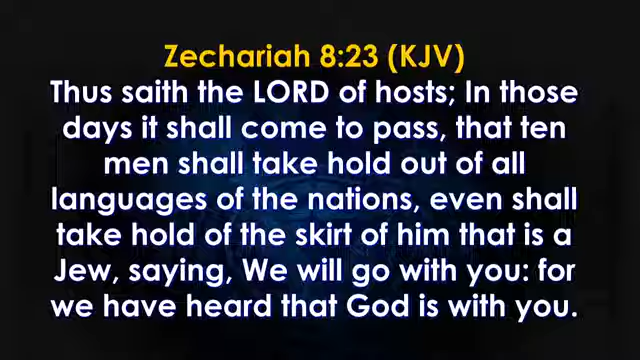 Zechariah 8:23 (KJV)
Thus saith the LORD of hosts; In those
days it shall come to pass, that ten
men shall take hold out of all
languages of the nations, even shall
take hold of the skirt of him that is a
Jew, saying, We will go with you: for
we have heard that God is with you.